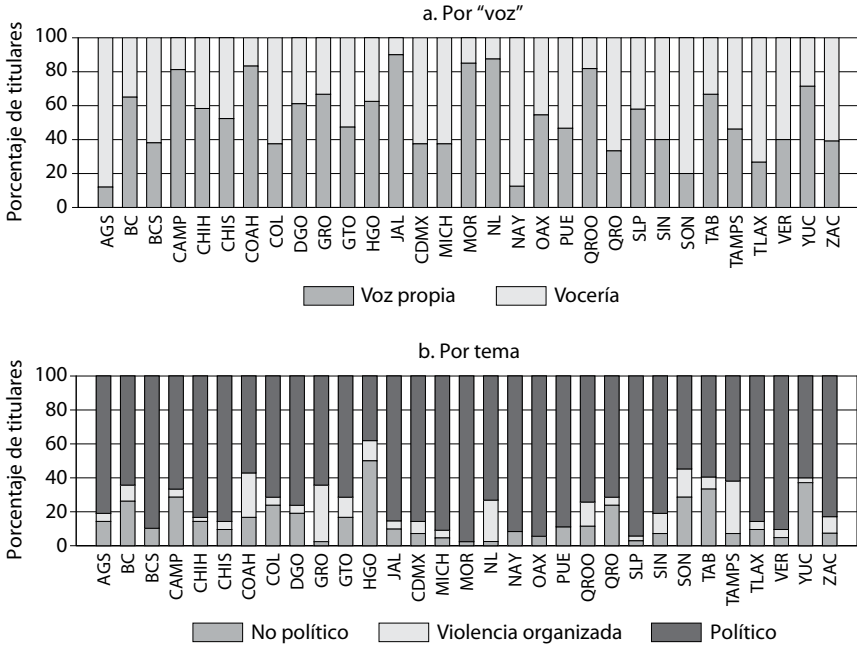 a. Por “voz”
Porcentaje de titulares
100
80
60
40
20
0
AGS BC BCS CAMP CHIH CHIS COAH COL DGO GRO GTO HGO JAL CDMX MICH MOR NL NAY OAX PUE QROO QRO SLP SIN SON TAB TAMPS TLAX VER YUC ZAC
Voz propia Vocería
b. Por tema
Porcentaje de titulares
100
80
60
40
20
0
AGS BC BCS CAMP CHIH CHIS COAH COL DGO GRO GTO HGO JAL CDMX MICH MOR NL NAY OAX PUE QROO QRO SLP SIN SON TAB TAMPS TLAX VER YUC ZAC
No político Violencia organizada Político